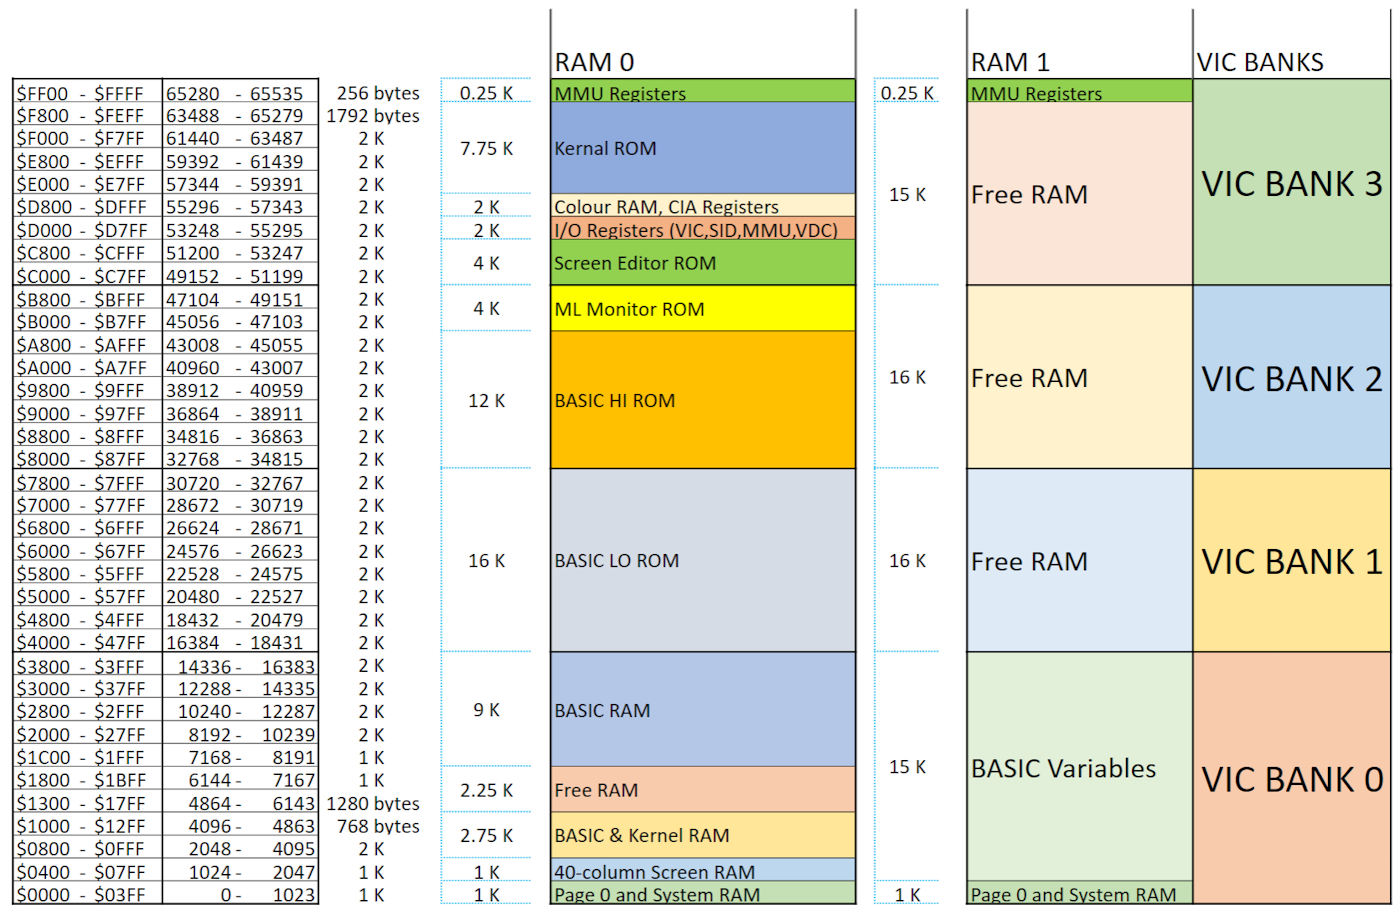 RAM 0 RAM 1 VIC BANKS
$FF00 - $FFFF 65280 - 65535 256 bytes 0.25 K MMU Registers 0.25 K MMU Registers
$F800 - $FEFF 63488 - 65279 1792 bytes
$F000 - $F7FF 61440 - 63487 2 K 7.75 K Kernal ROM
$E800 - $EFFF 59392 - 61439 2 K
$E000 - $E7FF 57344 - 59391 2 K 15 K Free RAM VIC BANK 3
$D800 - $DFFF 55296 - 57343 2 K 2 K Colour RAM, CIA Registers
$D000 - $D7FF 53248 - 55295 2 K 2 K I/O Registers (VIC,SID,MMU,VDC)
$C800 - $CFFF 51200 - 53247 2 K 4 K Screen Editor ROM
$C000 - $C7FF 49152 - 51199 2 K
$B800 - $BFFF 47104 - 49151 2 K 4 K ML Monitor ROM
$B000 - $B7FF 45056 - 47103 2 K
$A800 - $AFFF 43008 - 45055 2 K
$A000 - $A7FF 40960 - 43007 2 K 16 K Free RAM VIC BANK 2
$9800 - $9FFF 38912 - 40959 2 K 12 K BASIC HI ROM
$9000 - $97FF 36864 - 38911 2 K
$8800 - $8FFF 34816 - 36863 2 K
$8000 - $87FF 32768 - 34815 2 K
$7800 - $7FFF 30720 - 32767 2 K
$7000 - $77FF 28672 - 30719 2 K
$6800 - $6FFF 26624 - 28671 2 K
$6000 - $67FF 24576 - 26623 2 K 16 K BASIC LO ROM 16 K Free RAM VIC BANK 1
$5800 - $5FFF 22528 - 24575 2 K
$5000 - $57FF 20480 - 22527 2 K
$4800 - $4FFF 18432 - 20479 2 K
$4000 - $47FF 16384 - 18431 2 K
$3800 - $3FFF 14336 - 16383 2 K
$3000 - $37FF 12288 - 14335 2 K
$2800 - $2FFF 10240 - 12287 2 K 9 K BASIC RAM
$2000 - $27FF 8192 - 10239 2 K
$1C00 - $1FFF 7168 - 8191 1 K 15 K BASIC Variables VIC BANK 0
$1800 - $1BFF 6144 - 7167 1 K 2.25 K Free RAM
$1300 - $17FF 4864 - 6143 1280 bytes
$1000 - $12FF 4096 - 4863 768 bytes 2.75 K BASIC & Kernel RAM
$0800 - $0FFF 2048 - 4095 2 K
$0400 - $07FF 1024 - 2047 1 K 1 K 40-column Screen RAM
$0000 - $03FF 0 - 1023 1 K 1 K Page 0 and System RAM 1 K Page 0 and System RAM